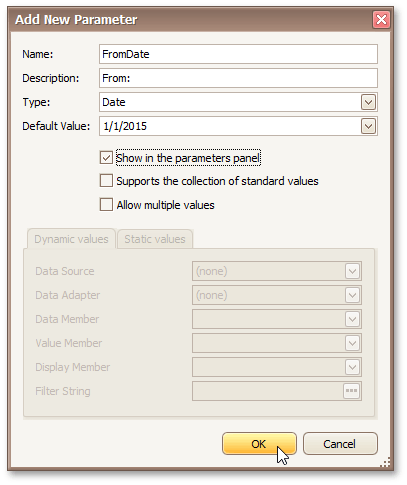 Add New Parameter
Name: FromDate
Description: From:
Type: Date
Default Value: 1/1/2015
Show in the parameters panel
Supports the collection of standard values
Allow multiple values
Dynamic values Static values
Data Source (none)
Data Adapter (none)
Data Member
Value Member
Display Member
Filter String
OK Cancel